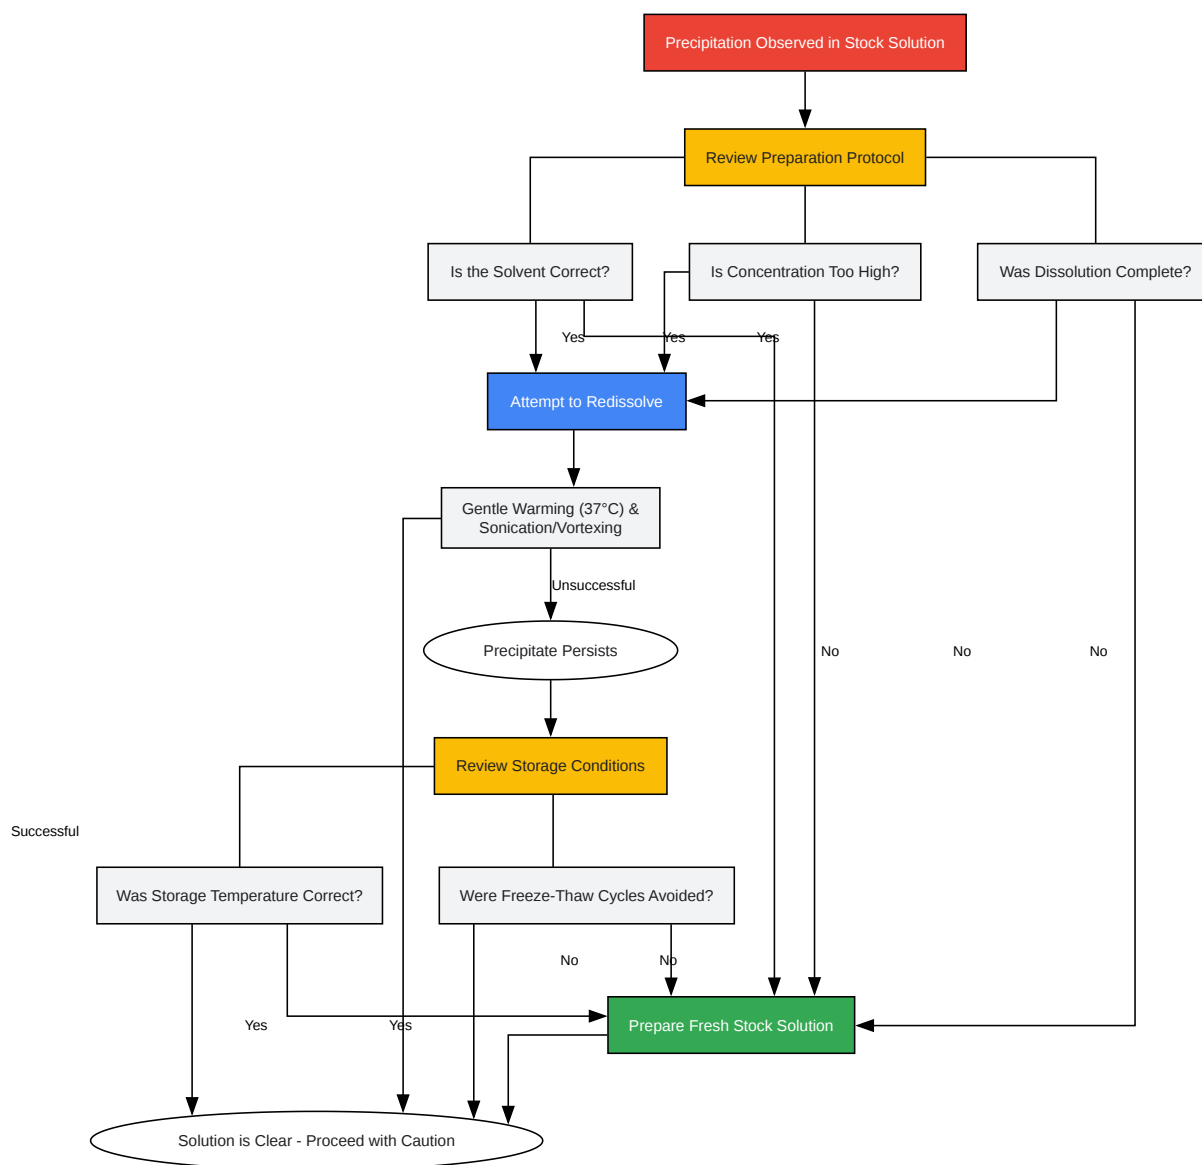 Precipitation Observed in Stock Solution
Review Preparation Protocol
Is the Solvent Correct?
Is Concentration Too High?
Was Dissolution Complete?
Yes
Yes
Yes
Attempt to Redissolve
Gentle Warming (37°C) &
Sonication/Vortexing
Unsuccessful
Precipitate Persists
No
No
No
Review Storage Conditions
Successful
Was Storage Temperature Correct?
Were Freeze-Thaw Cycles Avoided?
No
No
Yes
Yes
Prepare Fresh Stock Solution
Solution is Clear - Proceed with Caution